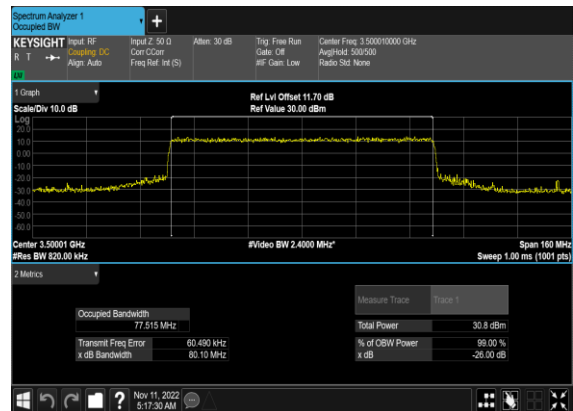 Spectrum Analyzer 1
Occupied BW
KEYSIGHT Input: RF Input Z: 50 Ω Atten: 30 dB Trig: Free Run Center Freq: 3.500010000 GHz
R T Coupling: DC Corr CCorr Gate: Off Avg|Hold: 500/500
Align: Auto Freq Ref: Int (S) #IF Gain: Low Radio Std: None
LV
1 Graph
Ref Lvl Offset 11.70 dB
Scale/Div 10.0 dB Ref Value 30.00 dBm
Log
20.0
10.0
0.00
-10.0
-20.0
-30.0
-40.0
-50.0
-60.0
Center 3.50001 GHz #Video BW 2.4000 MHz* Span 160 MHz
#Res BW 820.00 kHz Sweep 1.00 ms (1001 pts)
2 Metrics
Measure Trace Trace 1
Occupied Bandwidth
77.515 MHz Total Power 30.8 dBm
Transmit Freq Error 60.490 kHz % of OBW Power 99.00 %
x dB Bandwidth 80.10 MHz x dB -26.00 dB
? Nov 11, 2022
5:17:30 AM